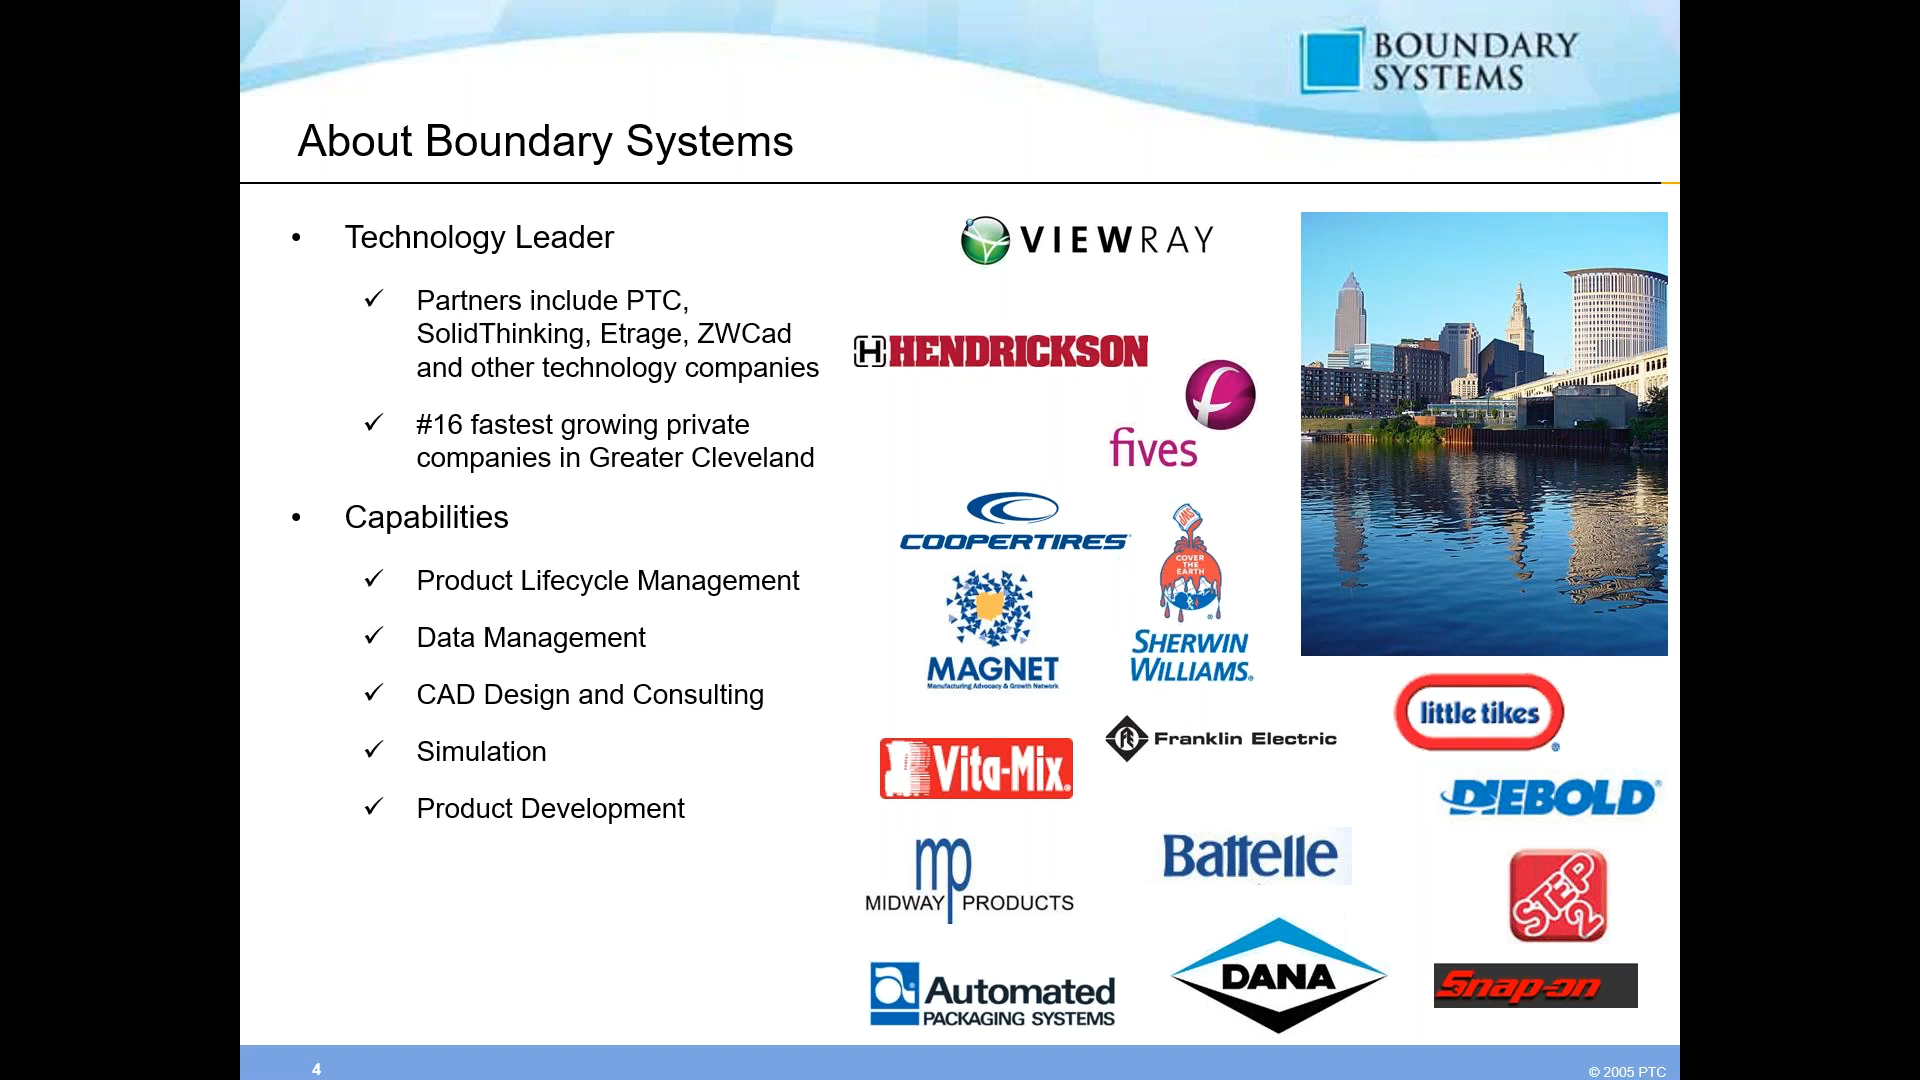 BOUNDARY
SYSTEMS
About Boundary Systems
• Technology Leader
✓ Partners include PTC,
SolidThinking, Etrage, ZWCad
and other technology companies
✓ #16 fastest growing private
companies in Greater Cleveland
• Capabilities
✓ Product Lifecycle Management
✓ Data Management
✓ CAD Design and Consulting
✓ Simulation
✓ Product Development
VIEWRAY
H HENDRICKSON
f
fives
COOPERTIRES
SWP
COVER
THE
EARTH
®
SHERWIN
WILLIAMS®
MAGNET
Manufacturing Advocacy & Growth Network
little tikes
®
FE Franklin Electric
Vita-Mix®
DIEBOLD®
mp
MIDWAY PRODUCTS
Battelle
STEP
2
a® Automated
PACKAGING SYSTEMS
DANA
Snap-on
4
© 2005 PTC